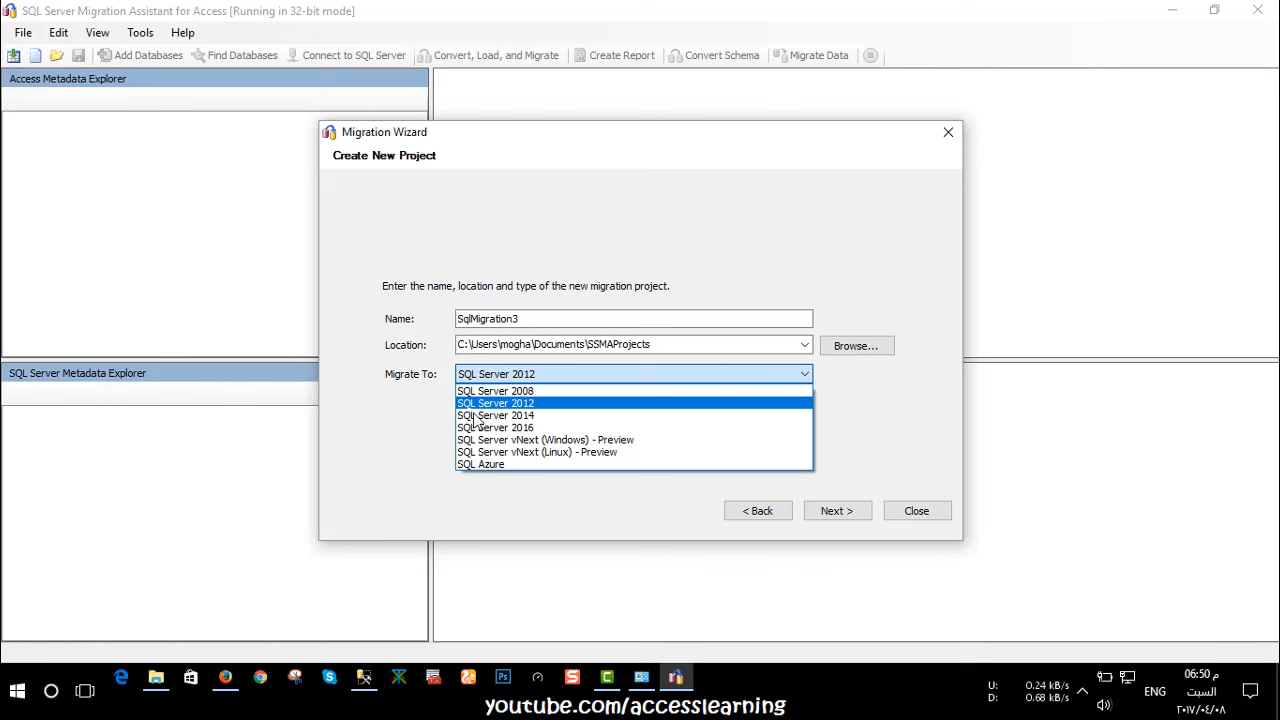 SQL Server Migration Assistant for Access [Running in 32-bit mode]
File Edit View Tools Help
Add Databases Find Databases Connect to SQL Server Convert, Load, and Migrate Create Report Convert Schema Migrate Data
Access Metadata Explorer
SQL Server Metadata Explorer
Migration Wizard
Create New Project
Enter the name, location and type of the new migration project.
Name: SqlMigration3
Location: C:\Users\mogha\Documents\SSMAProjects Browse...
Migrate To: SQL Server 2012
SQL Server 2008
SQL Server 2012
SQL Server 2014
SQL Server 2016
SQL Server vNext (Windows) - Preview
SQL Server vNext (Linux) - Preview
SQL Azure
< Back Next > Close
Ps S C
U: 0.24 kB/s
D: 0.68 kB/s
ENG
06:50 م
السبت
٢٠١٧/٠٤/٠٨
youtube.com/accesslearning